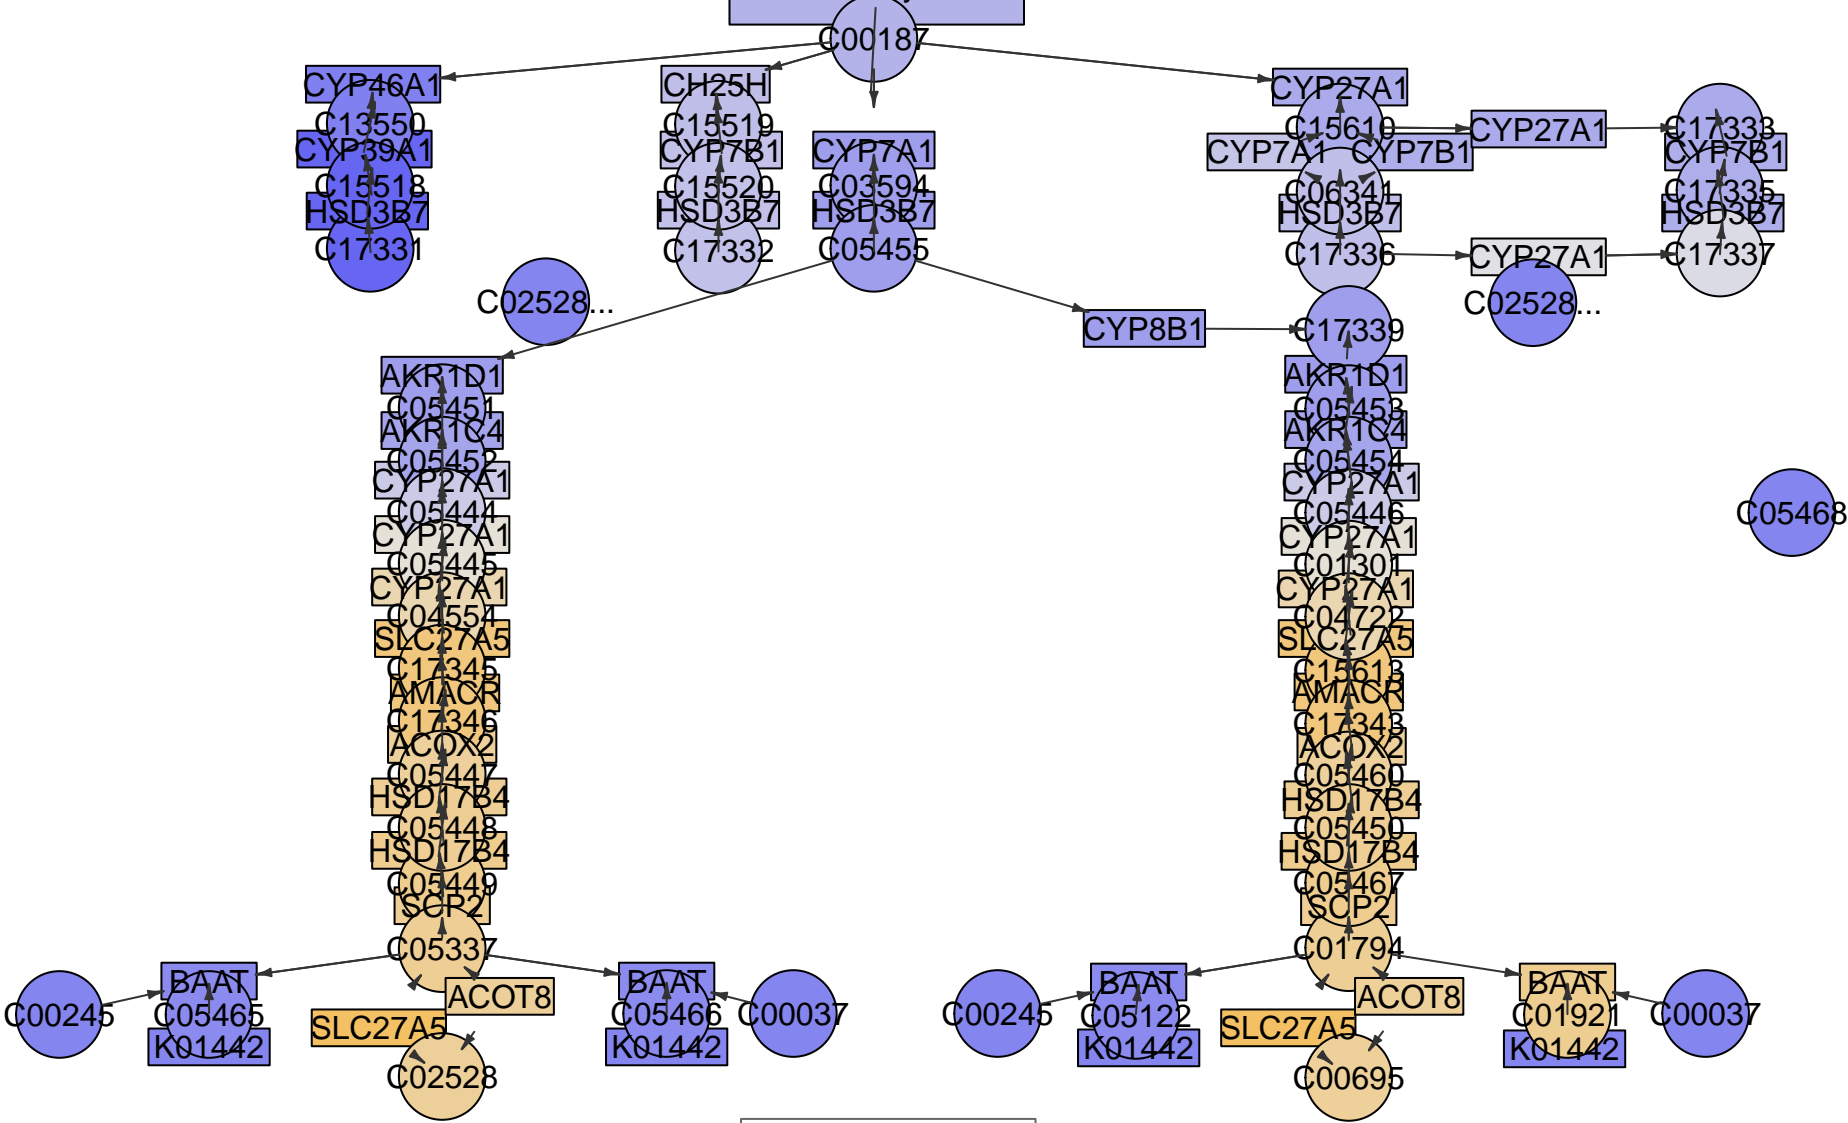 C00187
CYP46A1
C13550
CYP39A1
C15518
HSD3B7
C17331
CH25H
C15519
CYP7B1
C15520
HSD3B7
C17332
CYP7A1
C03594
HSD3B7
C05455
CYP27A1
C15610
CYP7A1
CYP7B1
C06341
HSD3B7
C17336
CYP27A1
CYP27A1
C17333
CYP7B1
C17335
HSD3B7
C17337
C02528...
C02528...
CYP8B1
C17339
AKR1D1
C05451
AKR1C4
C05452
CYP27A1
C05444
CYP27A1
C05445
CYP27A1
C04554
SLC27A5
C17345
AMACR
C17346
ACOX2
C05447
HSD17B4
C05448
HSD17B4
C05449
SCP2
C05337
AKR1D1
C05453
AKR1C4
C05454
CYP27A1
C05446
CYP27A1
C01301
CYP27A1
C04722
SLC27A5
C15613
AMACR
C17343
ACOX2
C05460
HSD17B4
C05450
HSD17B4
C05467
SCP2
C01794
C05468
C00245
BAAT
C05465
K01442
ACOT8
SLC27A5
C02528
BAAT
C05466
K01442
C00037
C00245
BAAT
C05122
K01442
ACOT8
SLC27A5
C00695
BAAT
C01921
K01442
C00037